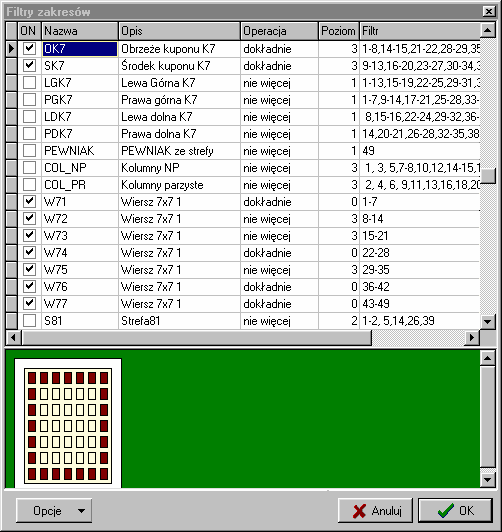 Filtry zakresów
ON Nazwa Opis Operacja Poziom Filtr
OK7 Obrzeże kuponu K7 dokładnie 3 1-8,14-15,21-22,28-29,35
SK7 Środek kuponu K7 dokładnie 3 9-13,16-20,23-27,30-34,3
LGK7 Lewa Górna K7 nie więcej 1 1-13,15-19,22-25,29-31,3
PGK7 Prawa górna K7 nie więcej 1 1-7,9-14,17-21,25-28,33-
LDK7 Lewa dolna K7 nie więcej 1 8,15-16,22-24,29-32,36-
PDK7 Prawa dolna K7 nie więcej 1 14,20-21,26-28,32-35,38
PEWNIAK PEWNIAK ze strefy nie więcej 1 49
COL_NP Kolumny NP nie więcej 3 1, 3, 5,7-8,10,12,14-15,1
COL_PR Kolumny parzyste nie więcej 3 2, 4, 6, 9,11,13,16,18,20
W71 Wiersz 7x7 1 dokładnie 0 1-7
W72 Wiersz 7x7 1 nie więcej 3 8-14
W73 Wiersz 7x7 1 nie więcej 3 15-21
W74 Wiersz 7x7 1 dokładnie 0 22-28
W75 Wiersz 7x7 1 nie więcej 3 29-35
W76 Wiersz 7x7 1 dokładnie 0 36-42
W77 Wiersz 7x7 1 dokładnie 0 43-49
S81 Strefa81 nie więcej 2 1-2, 5,14,26,39
Opcje Anuluj OK